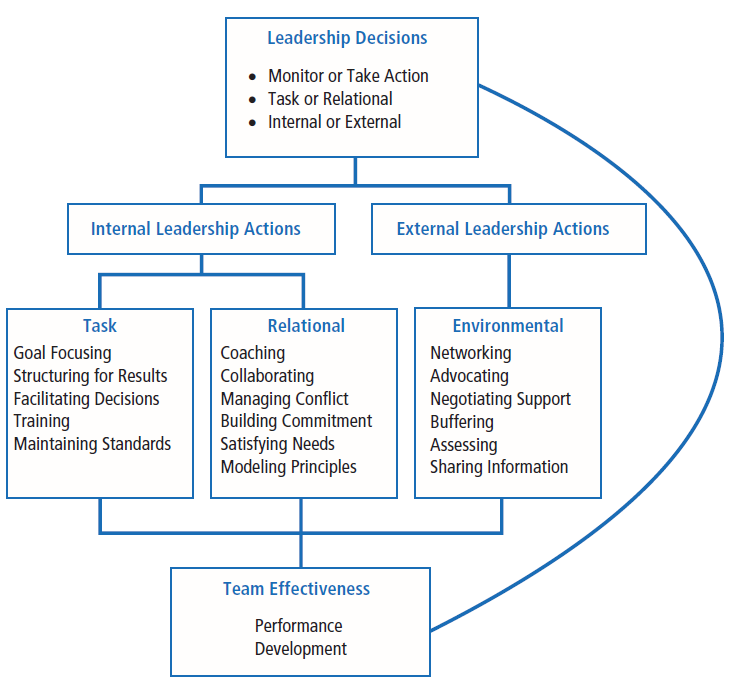 Leadership Decisions
• Monitor or Take Action
• Task or Relational
• Internal or External
Internal Leadership Actions
External Leadership Actions
Task
Goal Focusing
Structuring for Results
Facilitating Decisions
Training
Maintaining Standards
Relational
Coaching
Collaborating
Managing Conflict
Building Commitment
Satisfying Needs
Modeling Principles
Environmental
Networking
Advocating
Negotiating Support
Buffering
Assessing
Sharing Information
Team Effectiveness
Performance
Development